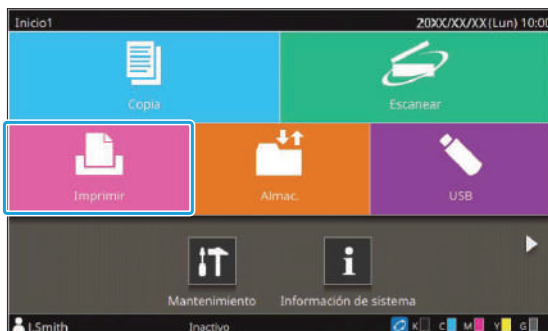 Inicio1 20XX/XX/XX(Lun) 10:00
Copia Escanear
Imprimir Almac. USB
Mantenimiento Información de sistema
I.Smith Inactivo K C M Y G